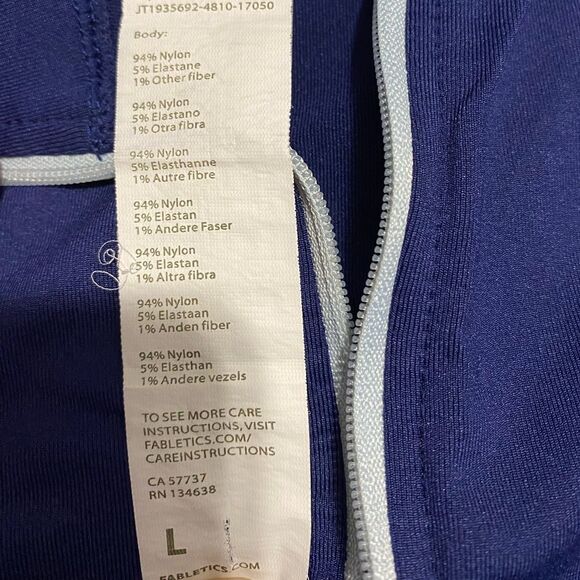 JT1935692-4810-17050
Body:
94% Nylon
5% Elastane
1% Other fiber
94% Nylon
5% Elastano
1% Otra fibra
94% Nylon
5% Elasthanne
1% Autre fibre
94% Nylon
5% Elastan
1% Andere Faser
94% Nylon
5% Elastan
1% Altra fibra
94% Nylon
5% Elastaan
1% Anden fiber
94% Nylon
5% Elasthan
1% Andere vezels
TO SEE MORE CARE
INSTRUCTIONS, VISIT
FABLETICS.COM/
CAREINSTRUCTIONS
CA 57737
RN 134638
L
FABLETICS.COM